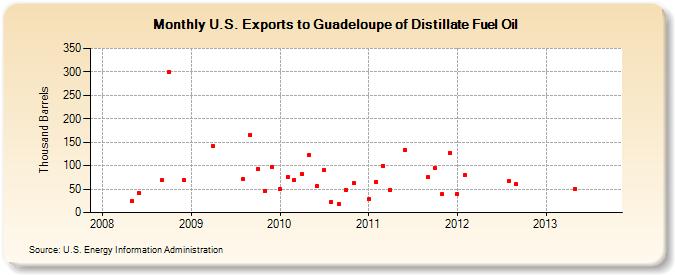 Monthly U.S. Exports to Guadeloupe of Distillate Fuel Oil
Thousand Barrels
350
300
250
200
150
100
50
0
2008 2009 2010 2011 2012 2013
Source: U.S. Energy Information Administration